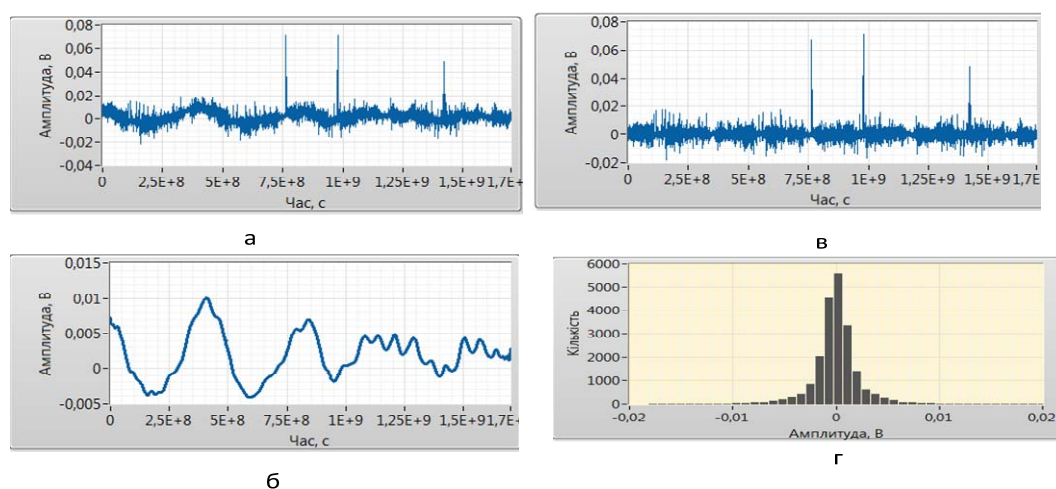 0,08
0,06
0,04
0,02
0
-0,02
-0,04
Амплитуда, В
0 2,5E+8 5E+8 7,5E+8 1E+9 1,25E+9 1,5E+9 1,7E+
Час, с
а
0,08
0,06
0,04
0,02
0
-0,02
Амплитуда, В
0 2,5E+8 5E+8 7,5E+8 1E+9 1,25E+9 1,5E+9 1,7E
Час, с
в
0,015
0,01
0,005
0
-0,005
Амплитуда, В
0 2,5E+8 5E+8 7,5E+8 1E+9 1,25E+9 1,5E+9 1,7E+
Час, с
б
6000
5000
4000
3000
2000
1000
0
Кількість
-0,02 -0,01 0 0,01 0,02
Амплитуда, В
г